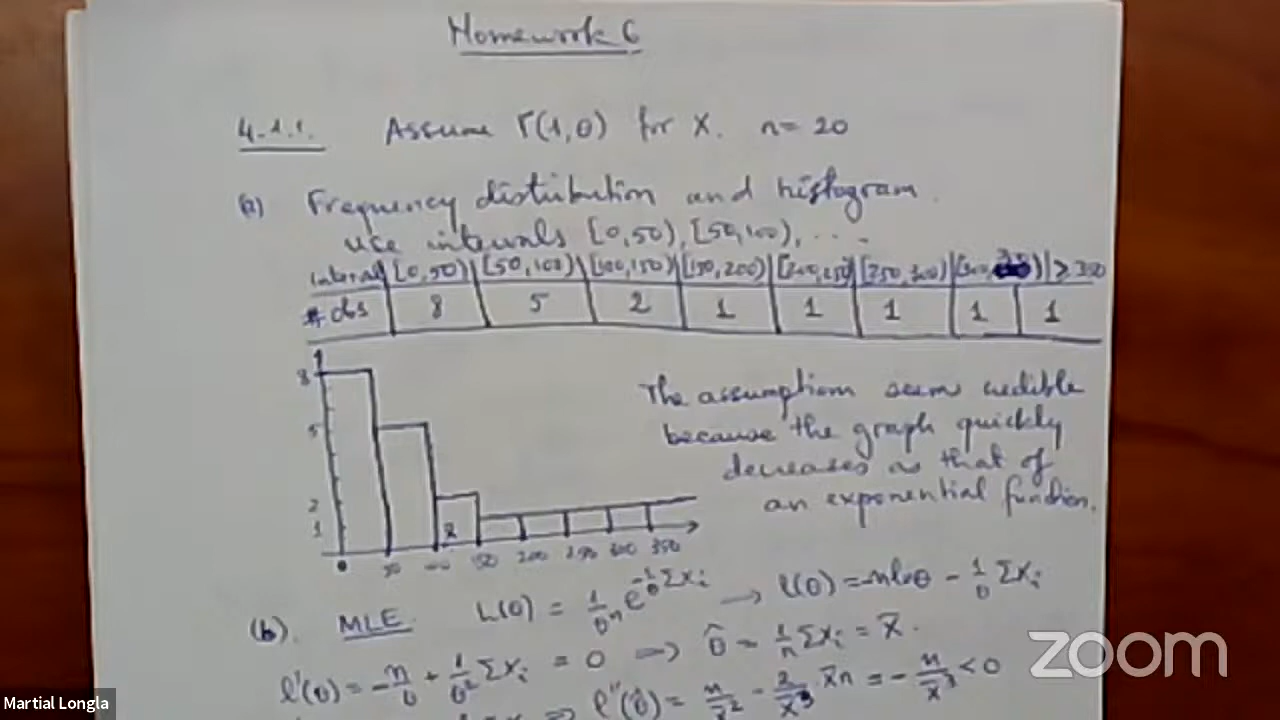 Homework 6
4.1.1. Assume Γ(1,θ) for X. n = 20
(a) Frequency distribution and histogram.
use intervals [0,50), [50,100), ...
interval [0,50) [50,100) [100,150) [150,200) [200,250) [250,300) [300, ) ≥ 350
# obs 8 5 2 1 1 1 1 1
8
5
2
1
2
0 50 100 150 200 250 300 350
The assumption seems credible
because the graph quickly
decreases as that of
an exponential function.
(b). MLE. L(θ) = 1/θⁿ e^(-1/θ Σxᵢ) → l(θ) = -n ln θ - 1/θ Σxᵢ
l'(θ) = -n/θ + 1/θ² Σxᵢ = 0 ⇒ θ̂ = 1/n Σxᵢ = X̄.
⇒ l''(θ̂) = n/x̄² - 2/x̄³ x̄n = - n/x̄² < 0
zoom
Martial Longla